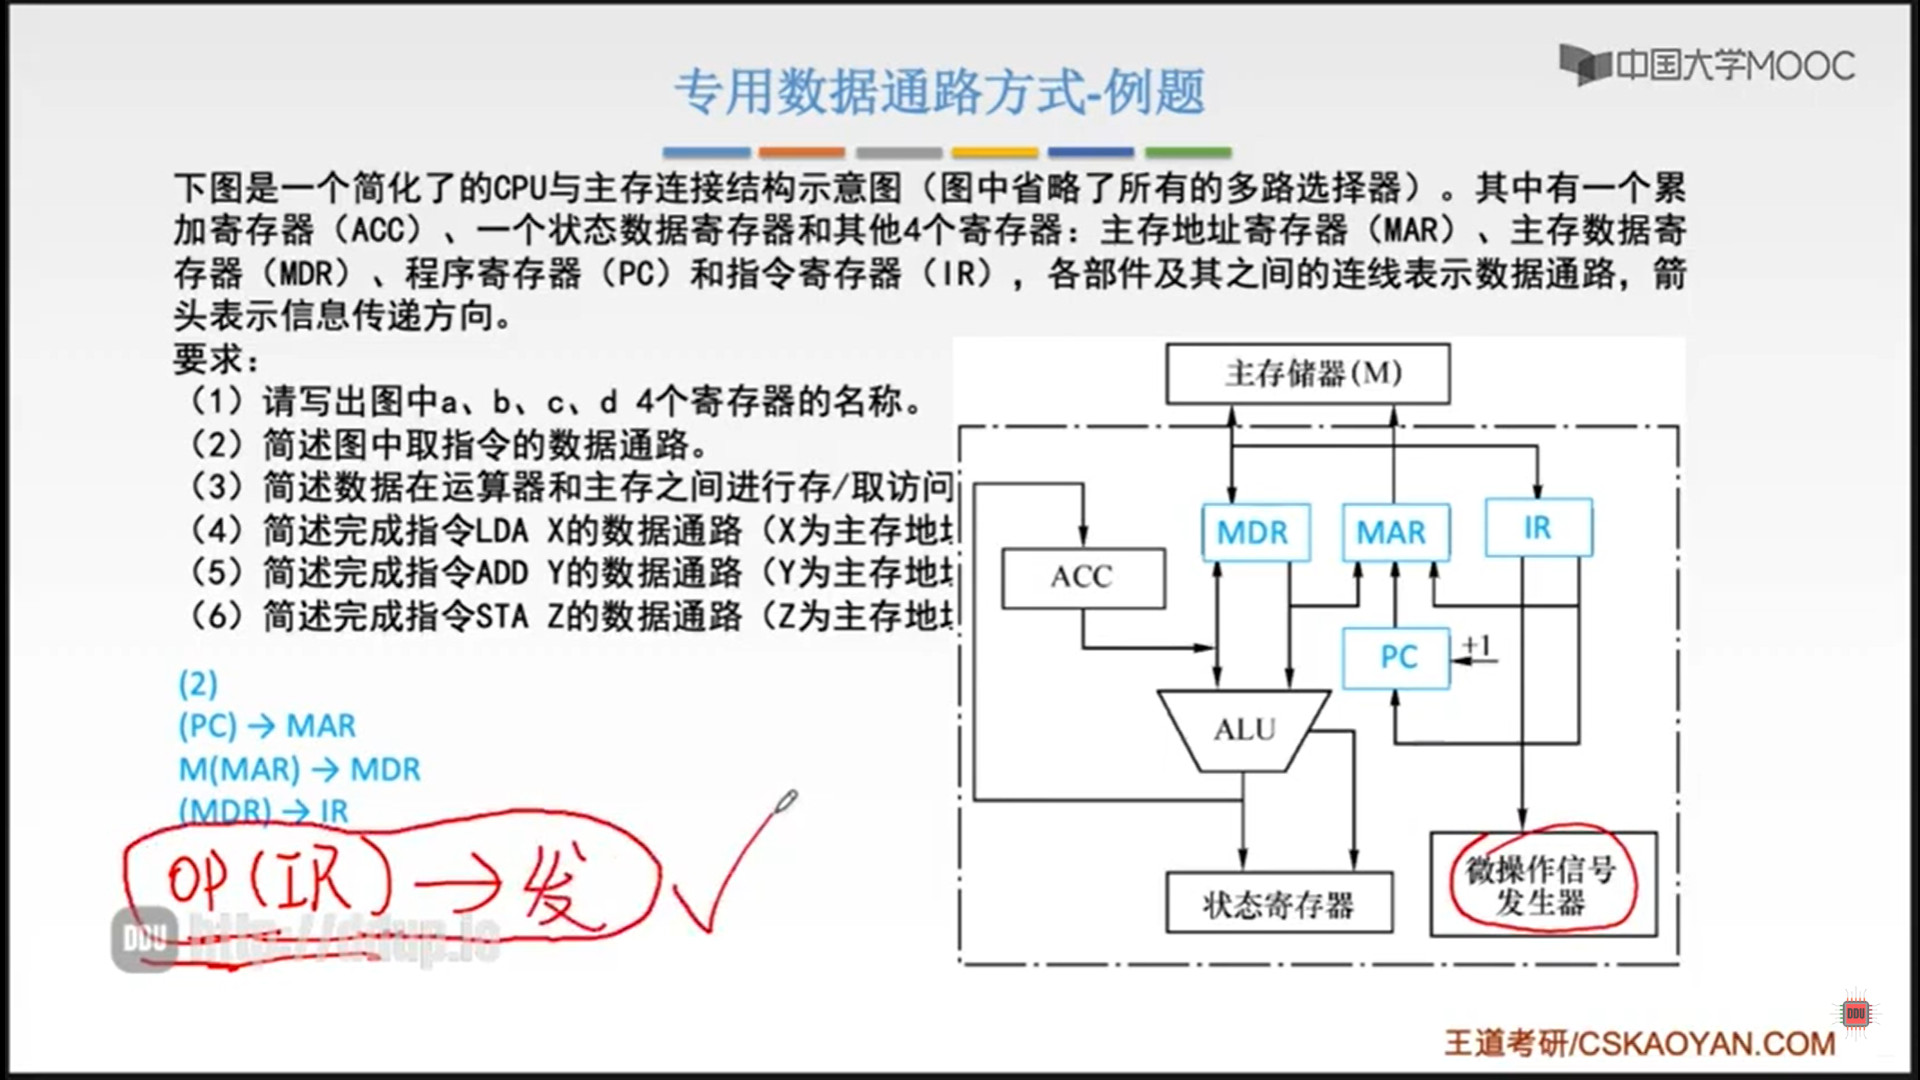 中国大学MOOC
专用数据通路方式-例题
下图是一个简化了的CPU与主存连接结构示意图（图中省略了所有的多路选择器）。其中有一个累
加寄存器（ACC）、一个状态数据寄存器和其他4个寄存器：主存地址寄存器（MAR）、主存数据寄
存器（MDR）、程序寄存器（PC）和指令寄存器（IR），各部件及其之间的连线表示数据通路，箭
头表示信息传递方向。
要求：
（1）请写出图中a、b、c、d 4个寄存器的名称。
（2）简述图中取指令的数据通路。
（3）简述数据在运算器和主存之间进行存/取访问
（4）简述完成指令LDA X的数据通路（X为主存地
（5）简述完成指令ADD Y的数据通路（Y为主存地
（6）简述完成指令STA Z的数据通路（Z为主存地
(2)
(PC) → MAR
M(MAR) → MDR
(MDR) → IR
OP(IR) → 发
DDU http://ddup.io
主存储器(M)
MDR
MAR
IR
ACC
PC
+1
ALU
微操作信号
发生器
状态寄存器
DDU
王道考研/CSKAOYAN.COM